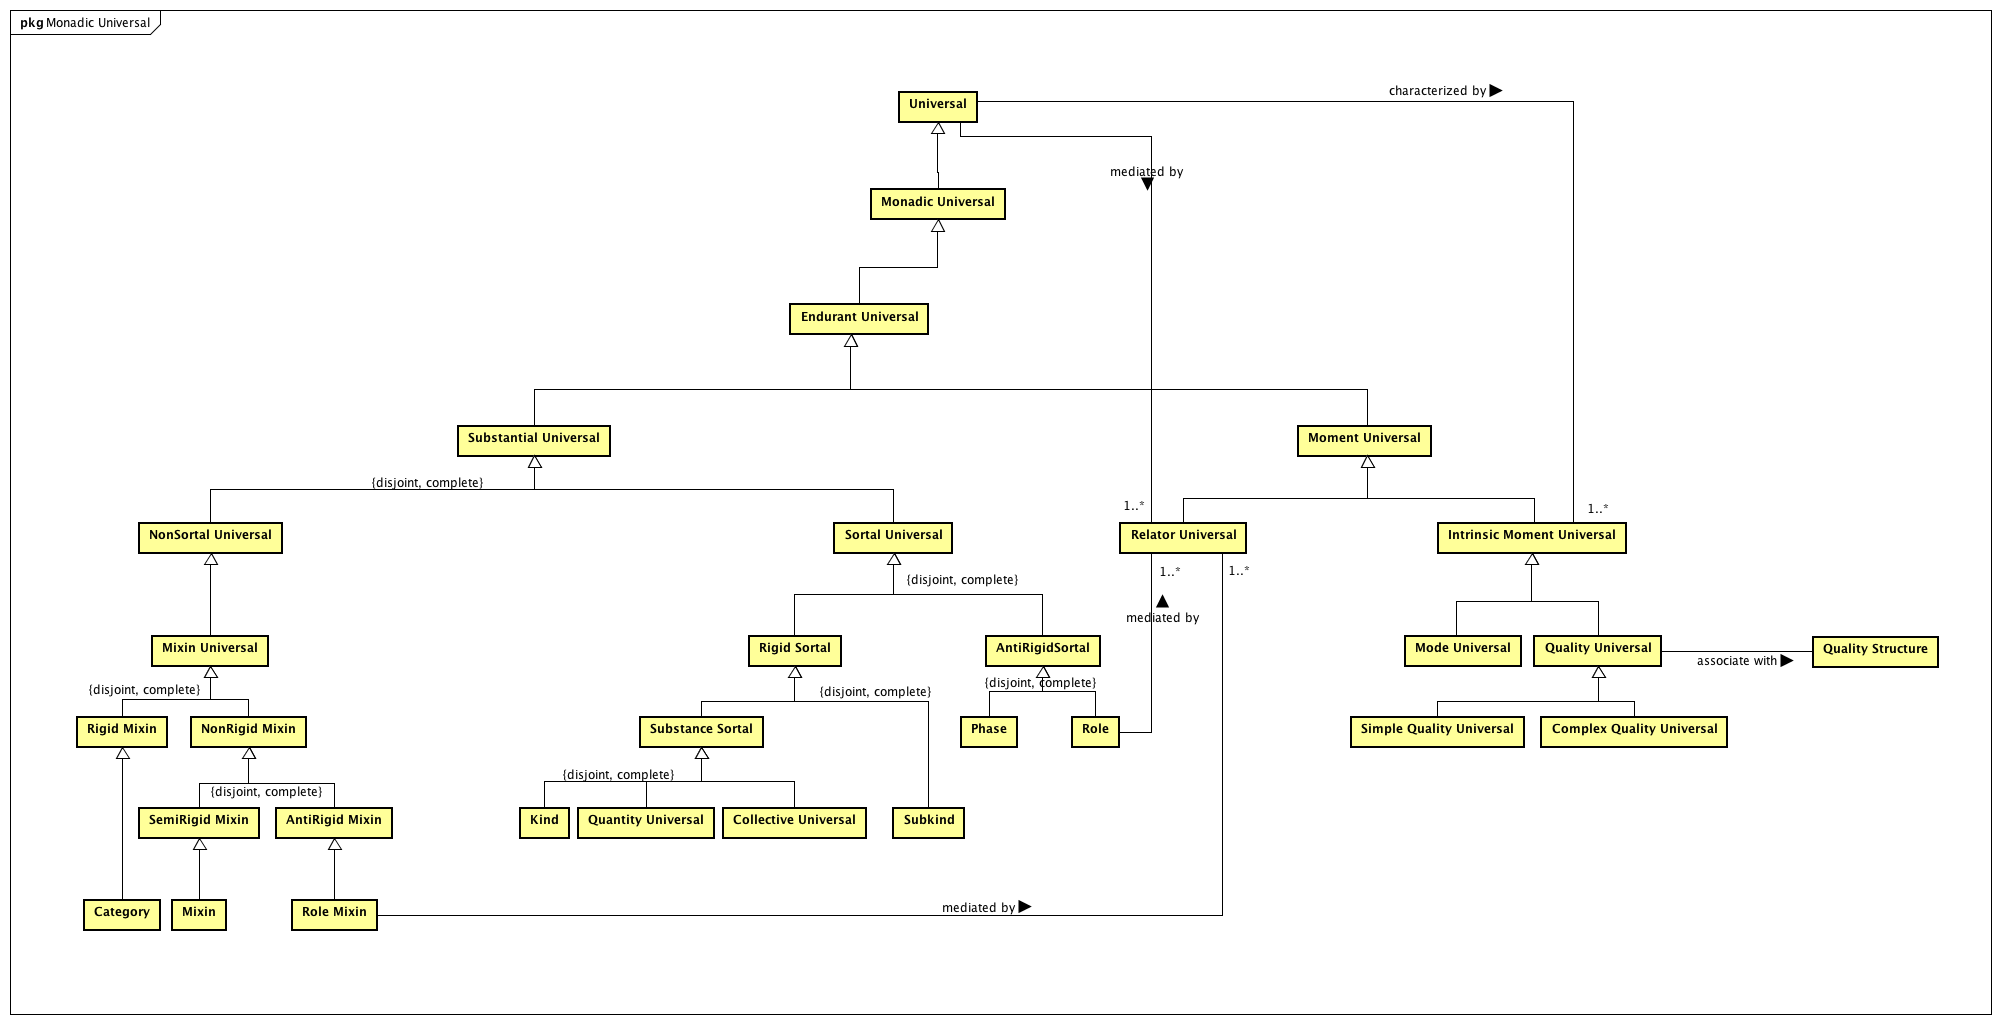 pkg Monadic Universal
characterized by
Universal
mediated by
Monadic Universal
Endurant Universal
Substantial Universal
Moment Universal
{disjoint, complete}
1..*
1..*
NonSortal Universal
Sortal Universal
Relator Universal
Intrinsic Moment Universal
1..*
1..*
{disjoint, complete}
mediated by
Mixin Universal
Rigid Sortal
AntiRigidSortal
Mode Universal
Quality Universal
Quality Structure
associate with
{disjoint, complete}
{disjoint, complete}
{disjoint, complete}
Rigid Mixin
NonRigid Mixin
Substance Sortal
Phase
Role
Simple Quality Universal
Complex Quality Universal
{disjoint, complete}
{disjoint, complete}
SemiRigid Mixin
AntiRigid Mixin
Kind
Quantity Universal
Collective Universal
Subkind
Category
Mixin
Role Mixin
mediated by